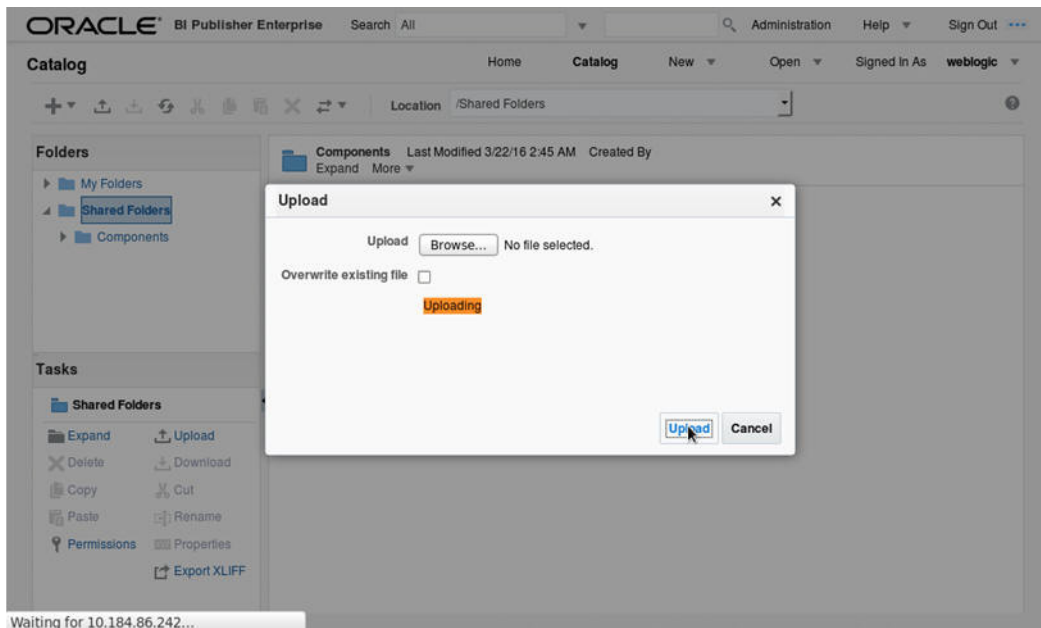 ORACLE BI Publisher Enterprise Search All Administration Help Sign Out
Catalog Home Catalog New Open Signed In As weblogic
Location /Shared Folders
Folders
My Folders
Shared Folders
Components
Components Last Modified 3/22/16 2:45 AM Created By
Expand More
Upload
Upload Browse... No file selected.
Overwrite existing file
Uploading
Upload Cancel
Tasks
Shared Folders
Expand Upload
Delete Download
Copy Cut
Paste Rename
Permissions Properties
Export XLIFF
Waiting for 10.184.86.242...